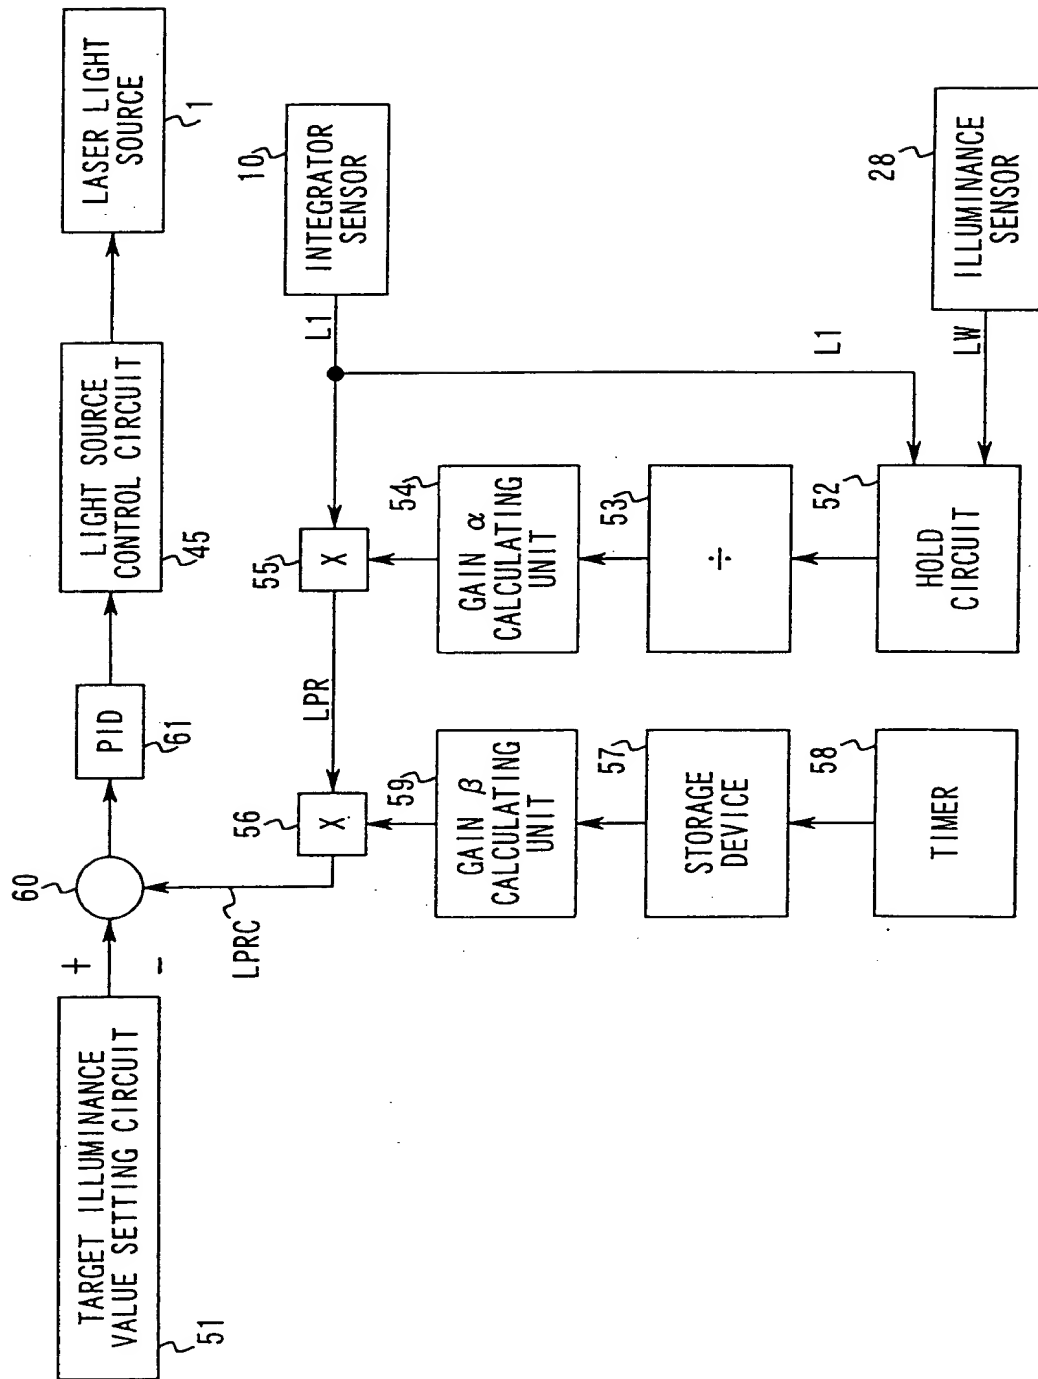 TARGET ILLUMINANCE
VALUE SETTING CIRCUIT
51
+
-
60
PID
61
LIGHT SOURCE
CONTROL CIRCUIT
45
LASER LIGHT
SOURCE
1
LPRC
56
X
LPR
55
X
L1
10
INTEGRATOR
SENSOR
59
GAIN β
CALCULATING
UNIT
54
GAIN α
CALCULATING
UNIT
57
STORAGE
DEVICE
53
÷
L1
58
TIMER
52
HOLD
CIRCUIT
LW
28
ILLUMINANCE
SENSOR